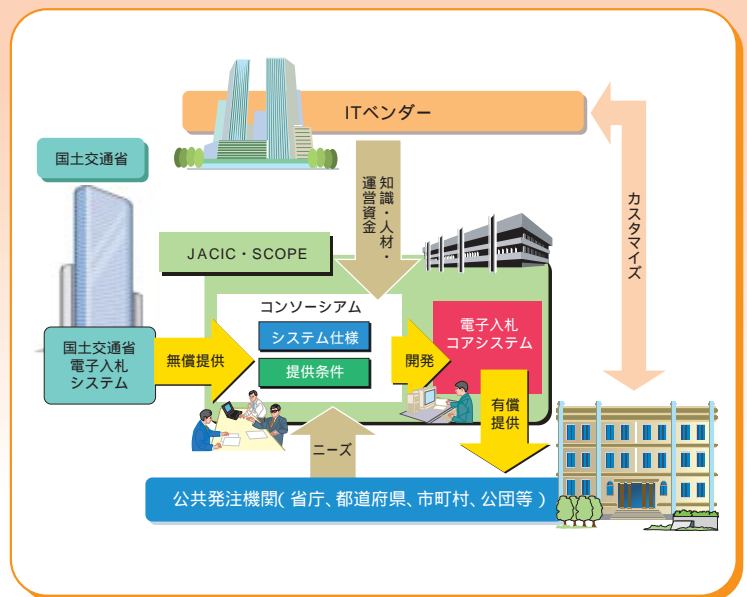 ITベンダー
国土交通省
知識・人材・
運営資金
カスタマイズ
JACIC・SCOPE
コンソーシアム
システム仕様
提供条件
国土交通省
電子入札
システム
無償提供
開発
電子入札
コアシステム
有償
提供
ニーズ
公共発注機関(省庁、都道府県、市町村、公団等)